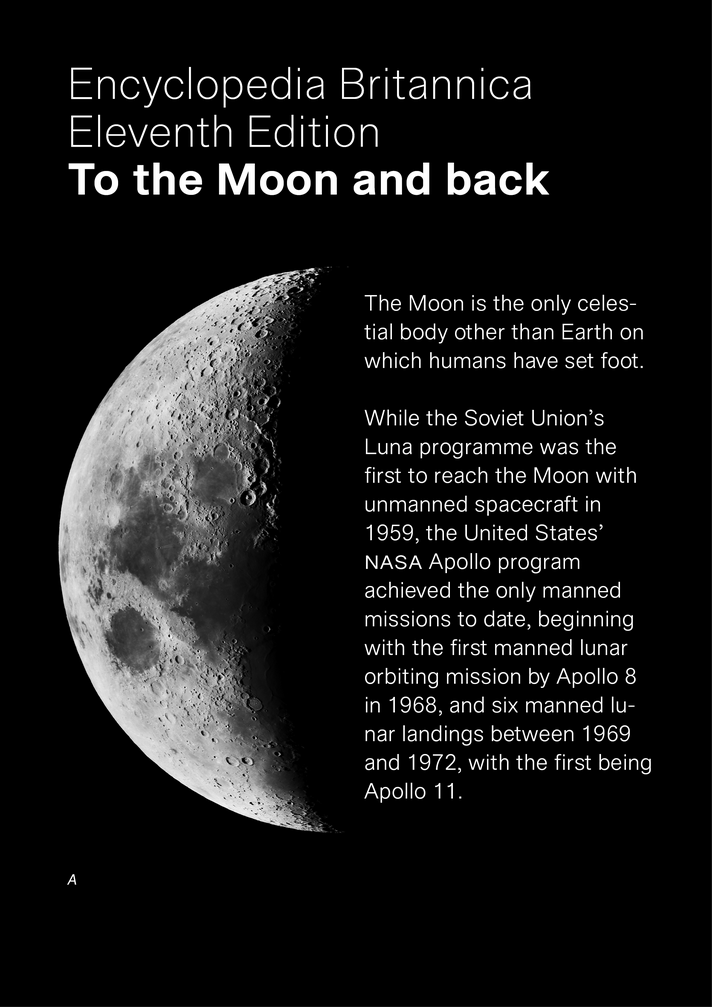 Encyclopedia Britannica
Eleventh Edition
To the Moon and back
The Moon is the only celes-
tial body other than Earth on
which humans have set foot.
While the Soviet Union’s
Luna programme was the
first to reach the Moon with
unmanned spacecraft in
1959, the United States’
NASA Apollo program
achieved the only manned
missions to date, beginning
with the first manned lunar
orbiting mission by Apollo 8
in 1968, and six manned lu-
nar landings between 1969
and 1972, with the first being
Apollo 11.
A